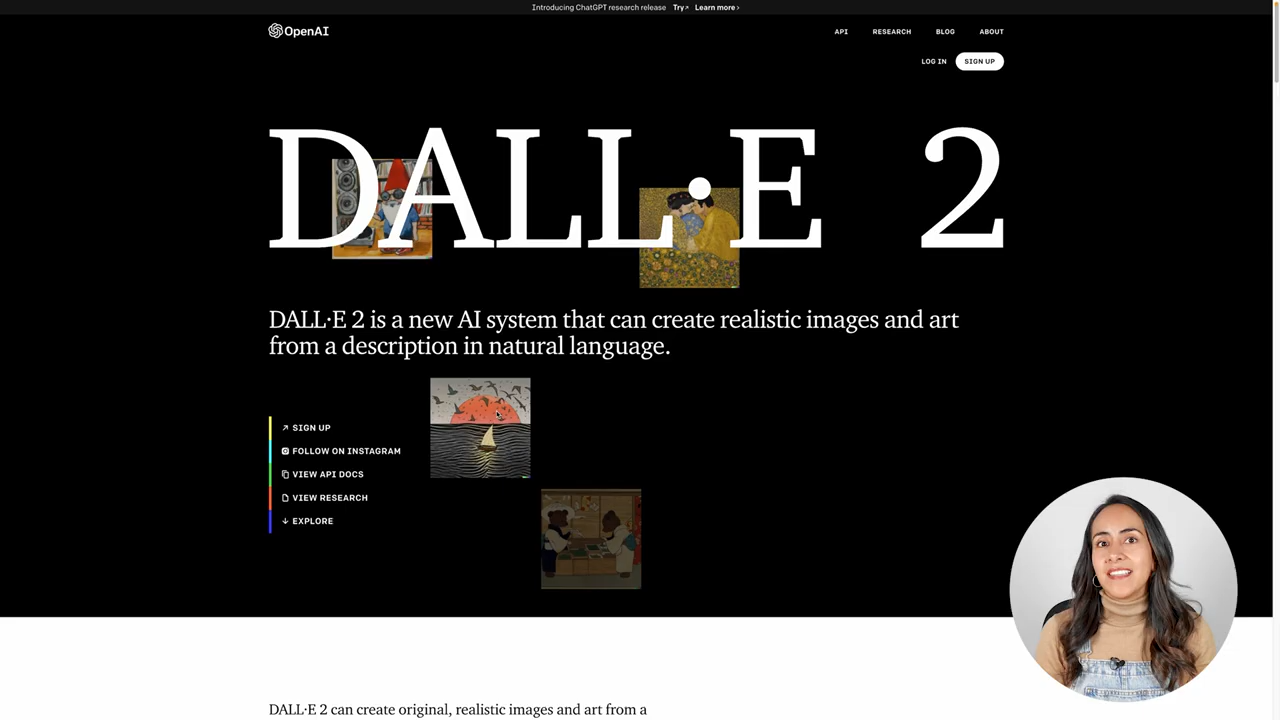 Introducing ChatGPT research release Try↗ Learn more ›
OpenAI
API RESEARCH BLOG ABOUT
LOG IN SIGN UP
DALL·E 2
DALL·E 2 is a new AI system that can create realistic images and art
from a description in natural language.
↗ SIGN UP
FOLLOW ON INSTAGRAM
VIEW API DOCS
VIEW RESEARCH
↓ EXPLORE
DALL·E 2 can create original, realistic images and art from a